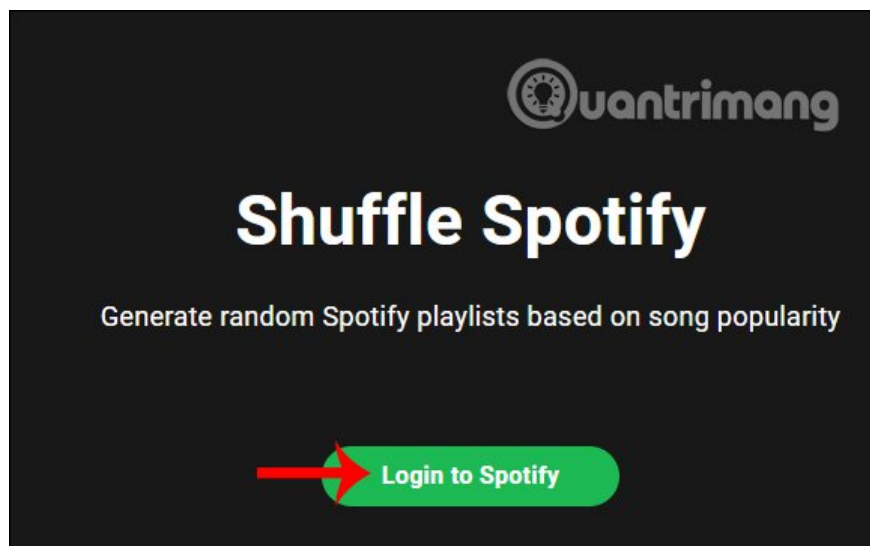 Quantrimang
Shuffle Spotify
Generate random Spotify playlists based on song popularity
Login to Spotify